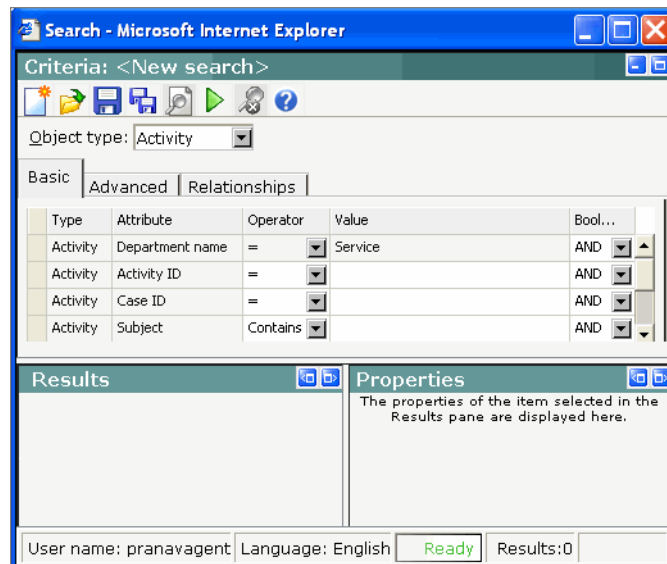 Search - Microsoft Internet Explorer
Criteria: <New search>
Object type: Activity
Basic Advanced Relationships
Type Attribute Operator Value Bool...
Activity Department name = Service AND
Activity Activity ID = AND
Activity Case ID = AND
Activity Subject Contains AND
Results
Properties
The properties of the item selected in the
Results pane are displayed here.
User name: pranavagent Language: English Ready Results:0